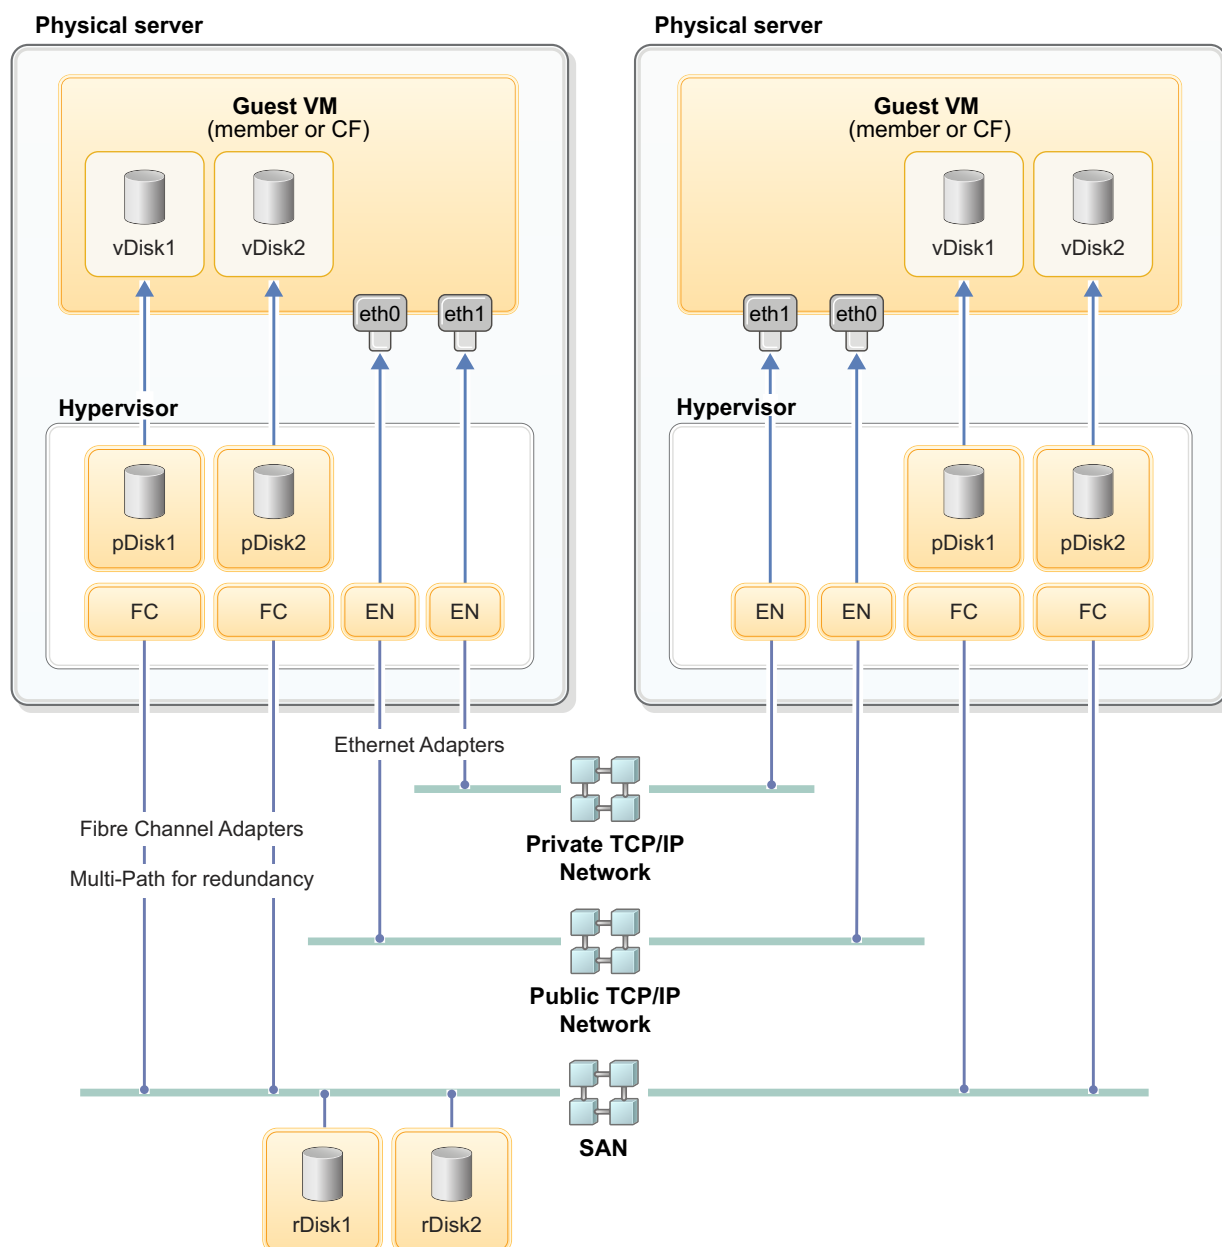 Physical server
Physical server
Guest VM
(member or CF)
Guest VM
(member or CF)
vDisk1
vDisk2
vDisk1
vDisk2
eth0
eth1
eth1
eth0
Hypervisor
Hypervisor
pDisk1
pDisk2
pDisk1
pDisk2
FC
FC
EN
EN
EN
EN
FC
FC
Ethernet Adapters
Fibre Channel Adapters
Private TCP/IP
Network
Multi-Path for redundancy
Public TCP/IP
Network
SAN
rDisk1
rDisk2